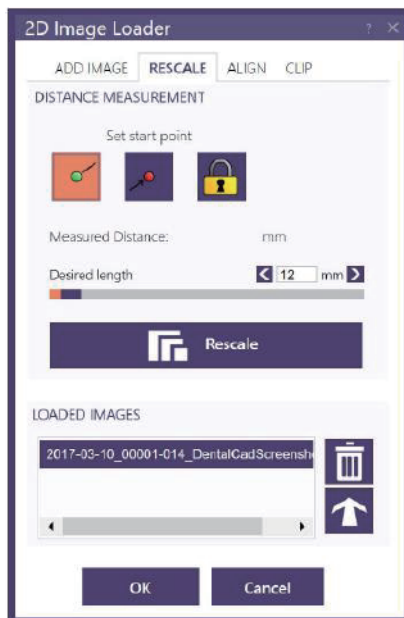 2D Image Loader ? ×
ADD IMAGE RESCALE ALIGN CLIP
DISTANCE MEASUREMENT
Set start point
Measured Distance: mm
Desired length 12 mm
Rescale
LOADED IMAGES
2017-03-10_00001-014_DentalCadScreensh
OK Cancel